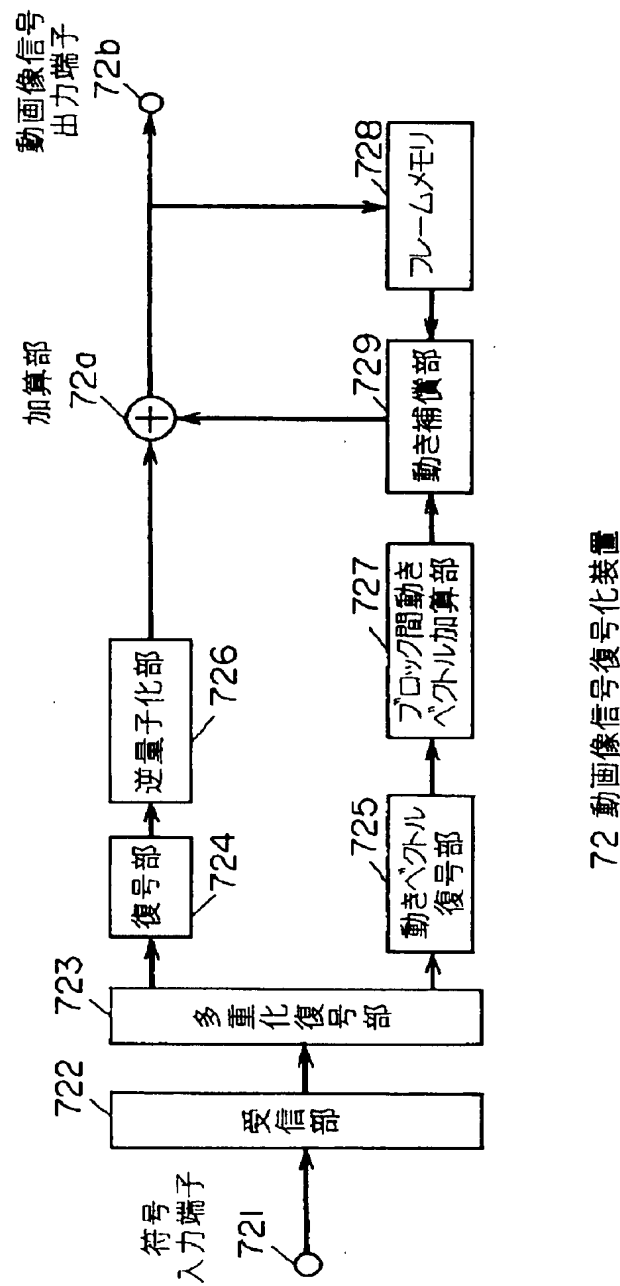 符号
入力端子
721
722
受信部
723
多重化復号部
復号部
724
逆量子化部
726
加算部
72a
動画像信号
出力端子
72b
725
動きベクトル
復号部
727
ブロック間動き
ベクトル加算部
729
動き補償部
728
フレームメモリ
72 動画像信号復号化装置